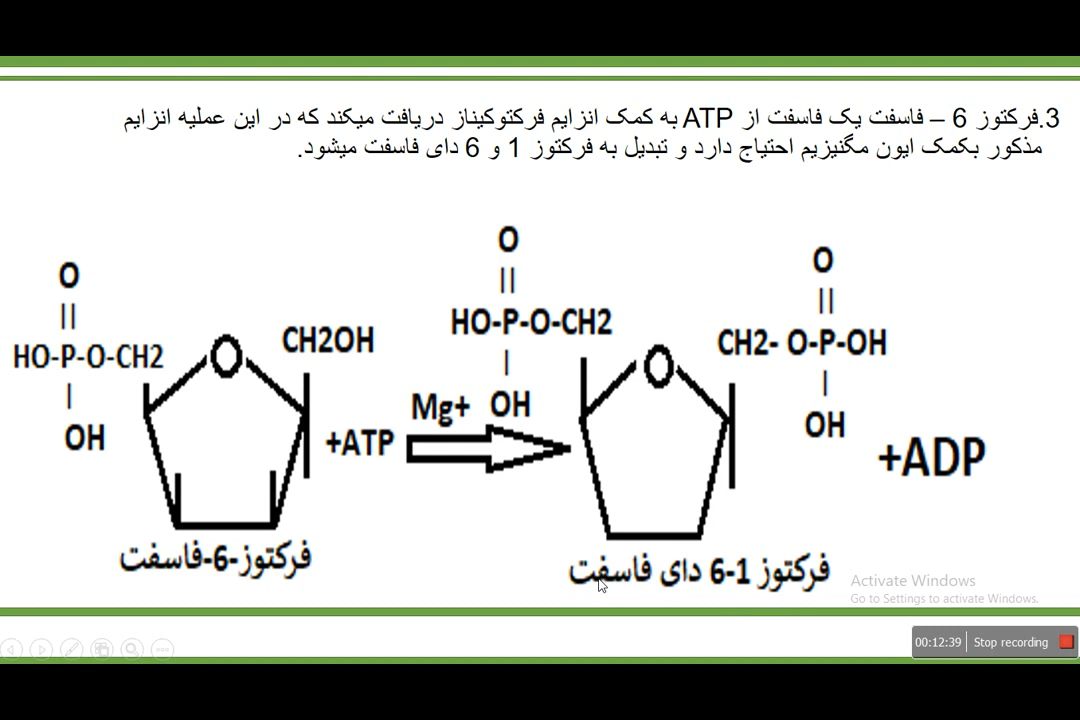 3.فرکتوز 6 – فاسفت یک فاسفت از ATP به کمک انزایم فرکتوکیناز دریافت میکند که در این عملیه انزایم
مذکور بکمک ایون مگنیزیم احتیاج دارد و تبدیل به فرکتوز 1 و 6 دای فاسفت میشود.
O
||
HO-P-O-CH2
|
OH
O
CH2OH
+ATP
فرکتوز-6-فاسفت
Mg+
O
||
HO-P-O-CH2
|
OH
O
O
||
CH2- O-P-OH
|
OH
+ADP
فرکتوز 1-6 دای فاسفت
Activate Windows
Go to Settings to activate Windows.
00:12:39 Stop recording